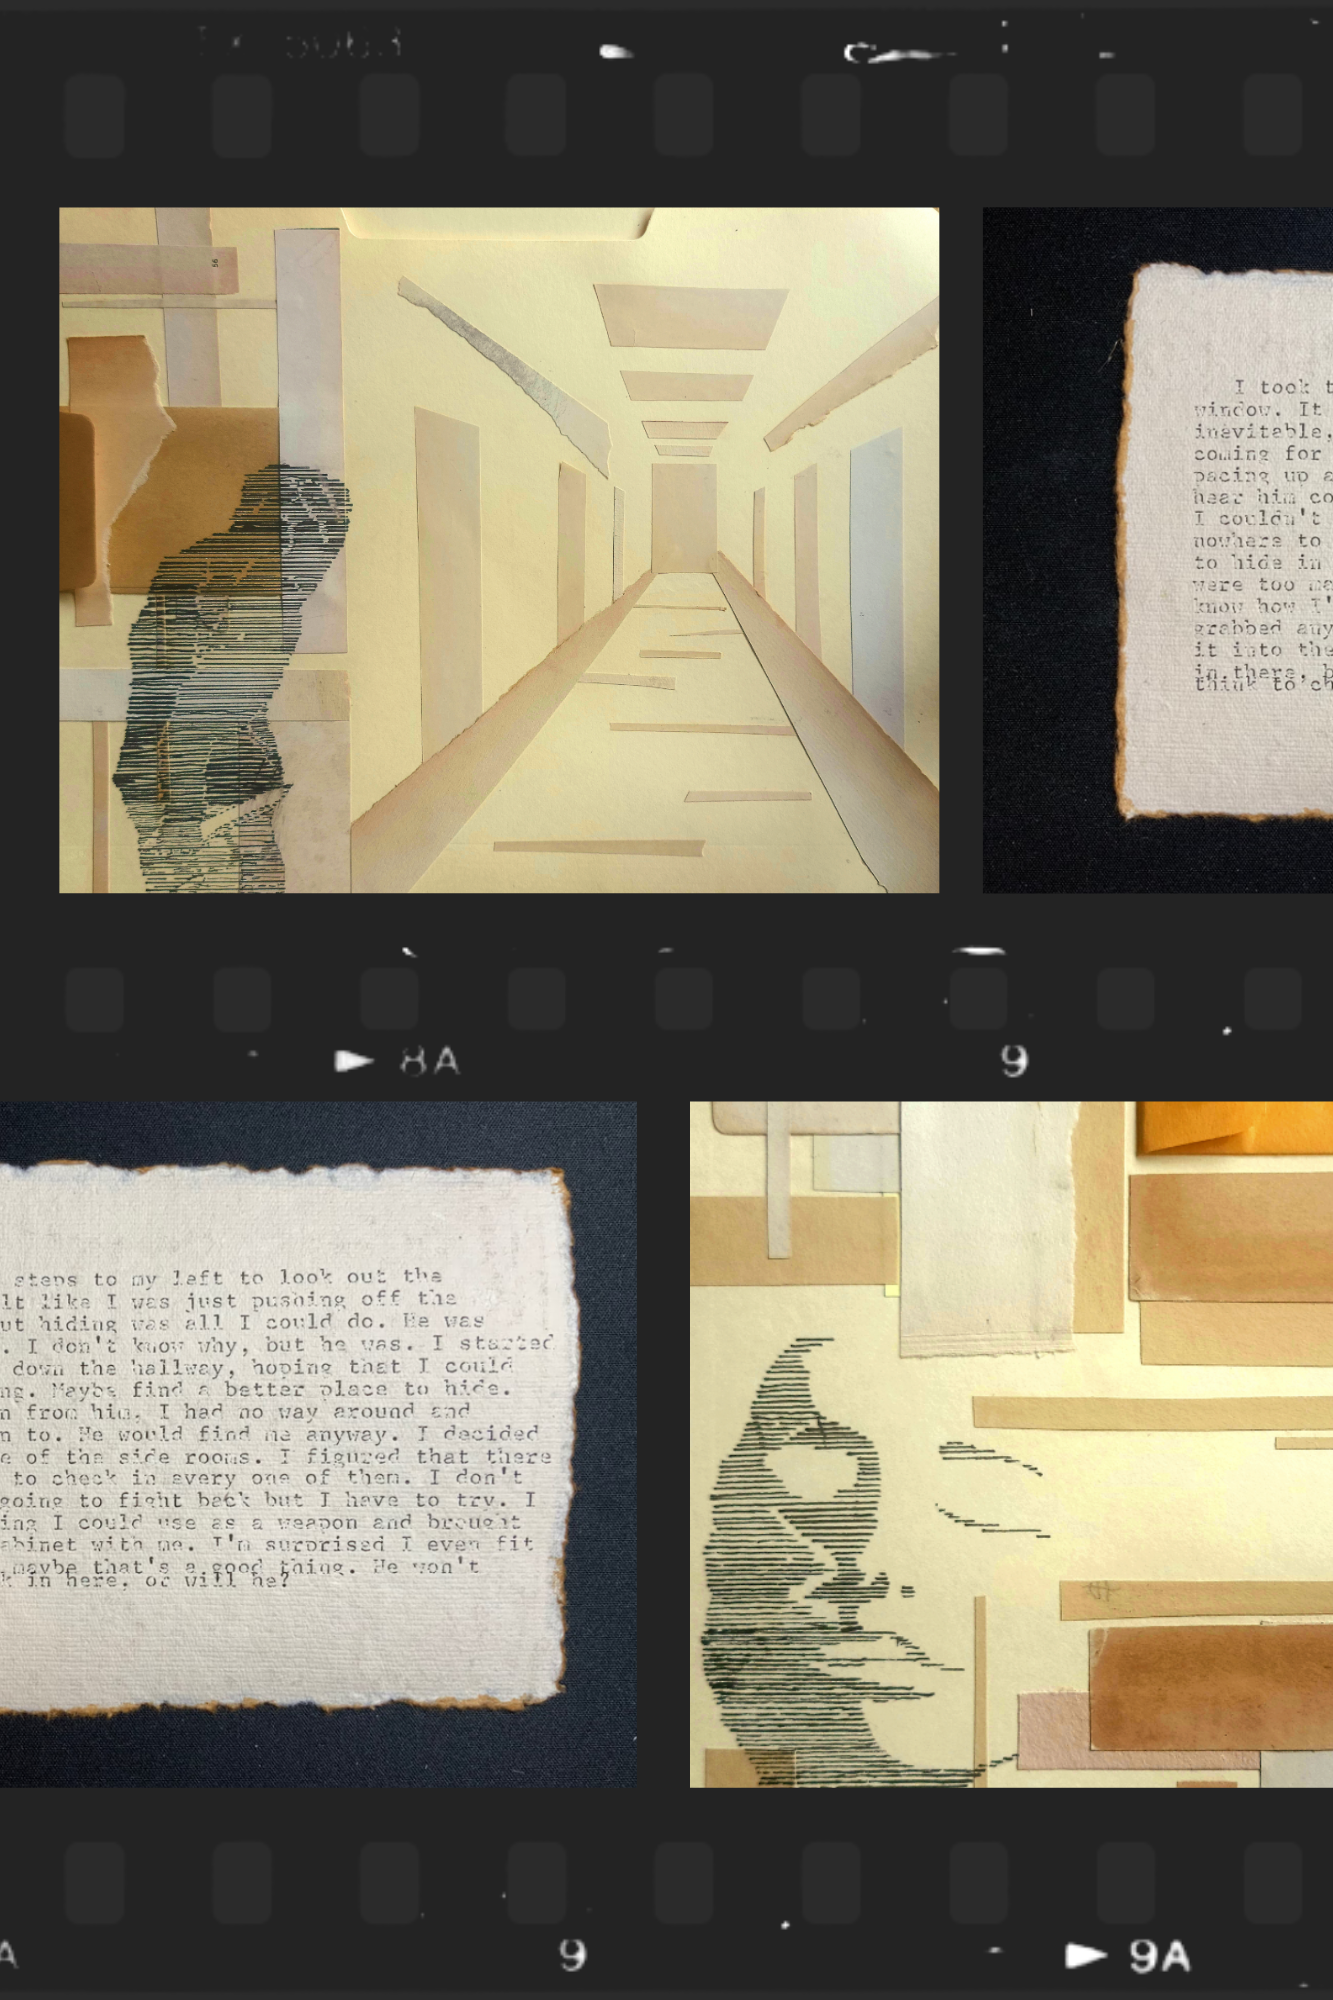 I took t
window. It
inevitable,
coming for
pacing up a
hear him co
I couldn't
nowhere to
to hide in
were too ma
know how I'
grabbed any
it into the
in there, b
think to ch
8A
9
steps to my left to look out the
lt like I was just pushing off the
ut hiding was all I could do. He was
. I don't know why, but he was. I started
down the hallway, hoping that I could
ng. Maybe find a better place to hide.
n from him. I had no way around and
n to. He would find me anyway. I decided
e of the side rooms. I figured that there
to check in every one of them. I don't
going to fight back but I have to try. I
ing I could use as a weapon and brought
abinet with me. I'm surprised I even fit
maybe that's a good thing. He won't
k in here, or will he?
A
9
9A